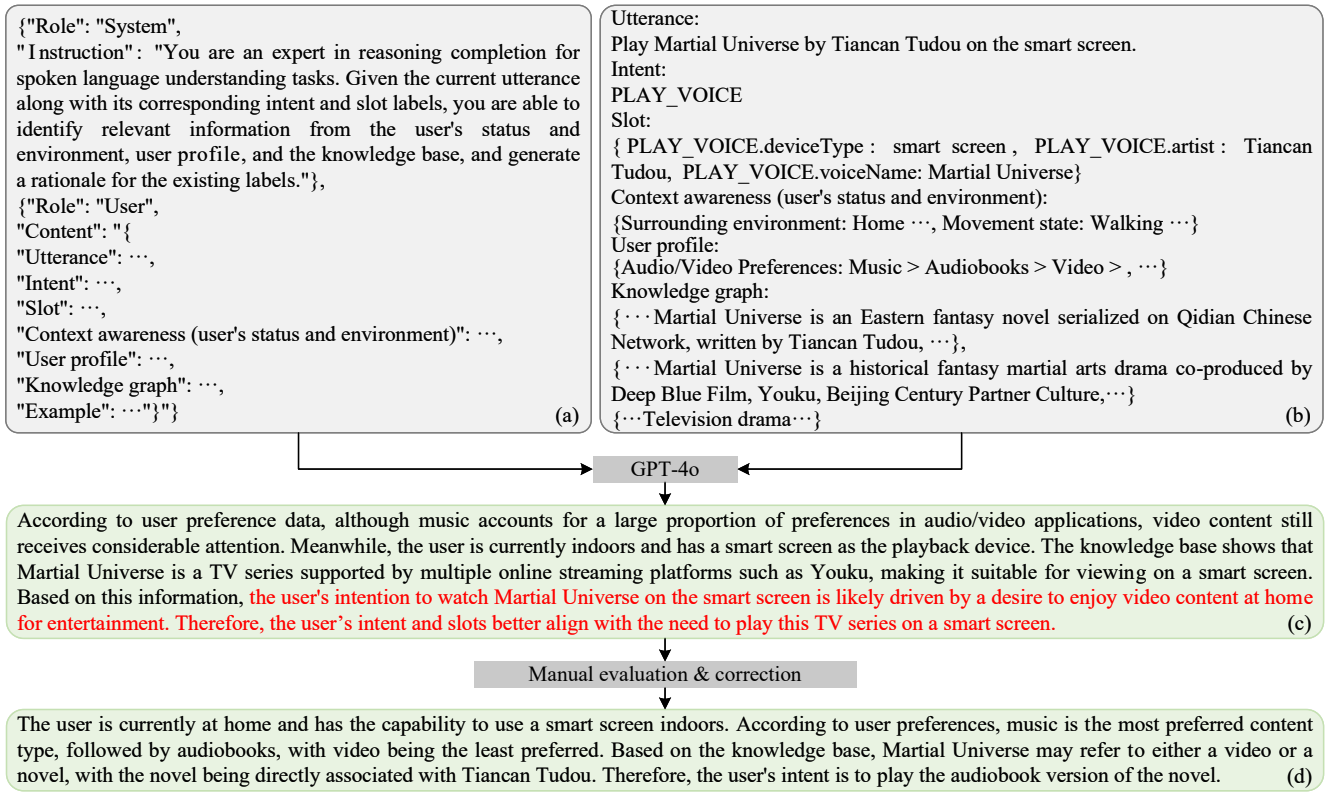 {"Role": "System",
"Instruction": "You are an expert in reasoning completion for
spoken language understanding tasks. Given the current utterance
along with its corresponding intent and slot labels, you are able to
identify relevant information from the user's status and
environment, user profile, and the knowledge base, and generate
a rationale for the existing labels."},
{"Role": "User",
"Content": "{
"Utterance": ···,
"Intent": ···,
"Slot": ···,
"Context awareness (user's status and environment)": ···,
"User profile": ···,
"Knowledge graph": ···,
"Example": ···"}"}
(a)
Utterance:
Play Martial Universe by Tiancan Tudou on the smart screen.
Intent:
PLAY_VOICE
Slot:
{ PLAY_VOICE.deviceType : smart screen , PLAY_VOICE.artist : Tiancan
Tudou, PLAY_VOICE.voiceName: Martial Universe}
Context awareness (user's status and environment):
{Surrounding environment: Home ···, Movement state: Walking ···}
User profile:
{Audio/Video Preferences: Music > Audiobooks > Video > , ···}
Knowledge graph:
{···Martial Universe is an Eastern fantasy novel serialized on Qidian Chinese
Network, written by Tiancan Tudou, ···},
{···Martial Universe is a historical fantasy martial arts drama co-produced by
Deep Blue Film, Youku, Beijing Century Partner Culture,···}
{···Television drama···}
(b)
GPT-4o
According to user preference data, although music accounts for a large proportion of preferences in audio/video applications, video content still
receives considerable attention. Meanwhile, the user is currently indoors and has a smart screen as the playback device. The knowledge base shows that
Martial Universe is a TV series supported by multiple online streaming platforms such as Youku, making it suitable for viewing on a smart screen.
Based on this information, the user's intention to watch Martial Universe on the smart screen is likely driven by a desire to enjoy video content at home
for entertainment. Therefore, the user's intent and slots better align with the need to play this TV series on a smart screen.
(c)
Manual evaluation & correction
The user is currently at home and has the capability to use a smart screen indoors. According to user preferences, music is the most preferred content
type, followed by audiobooks, with video being the least preferred. Based on the knowledge base, Martial Universe may refer to either a video or a
novel, with the novel being directly associated with Tiancan Tudou. Therefore, the user's intent is to play the audiobook version of the novel.
(d)